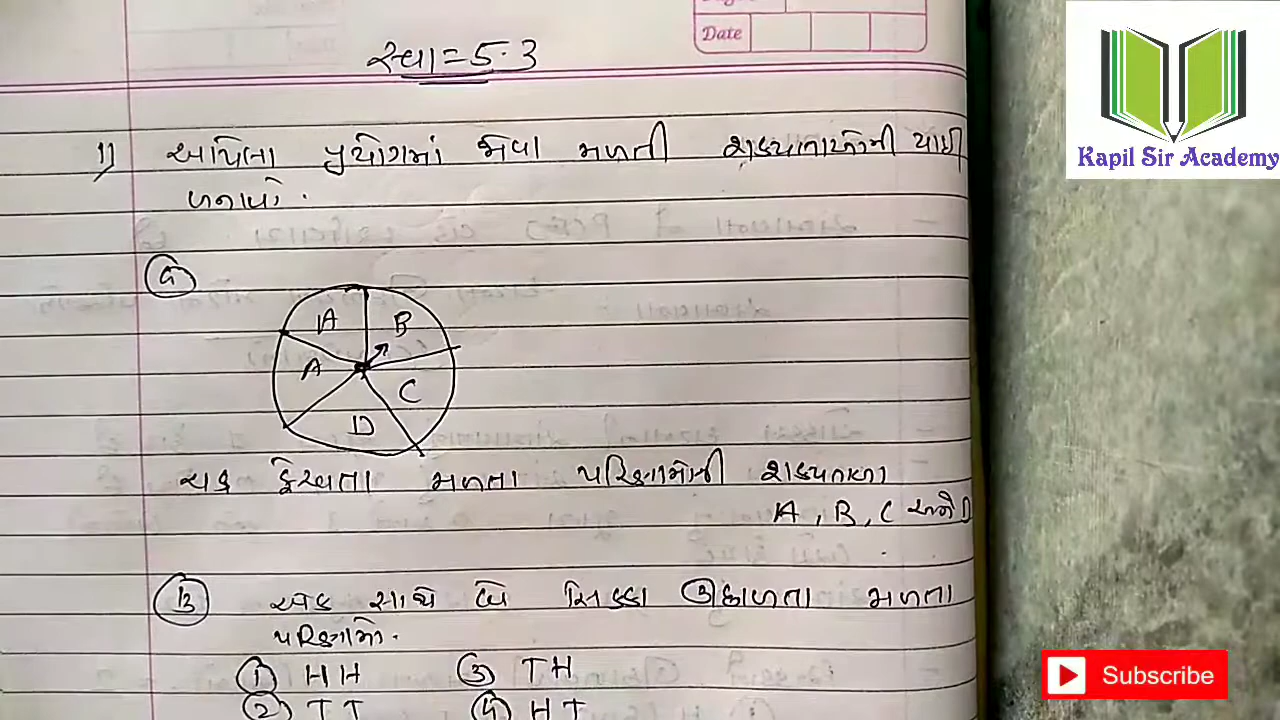 Date
સ્વા = 5.3
1) આપેલા પ્રયોગમાં જોવા મળતી શક્યતાઓની યાદી
બનાવો.
Kapil Sir Academy
A B
A C
D
ચક્ર ફેરવતા મળતા પરિણામોની શક્યતા
A, B, C અને D
B એક સાથે બે સિક્કા ઉછાળતા મળતા
પરિણામો.
① HH ③ TH
② TT ④ HT
Subscribe